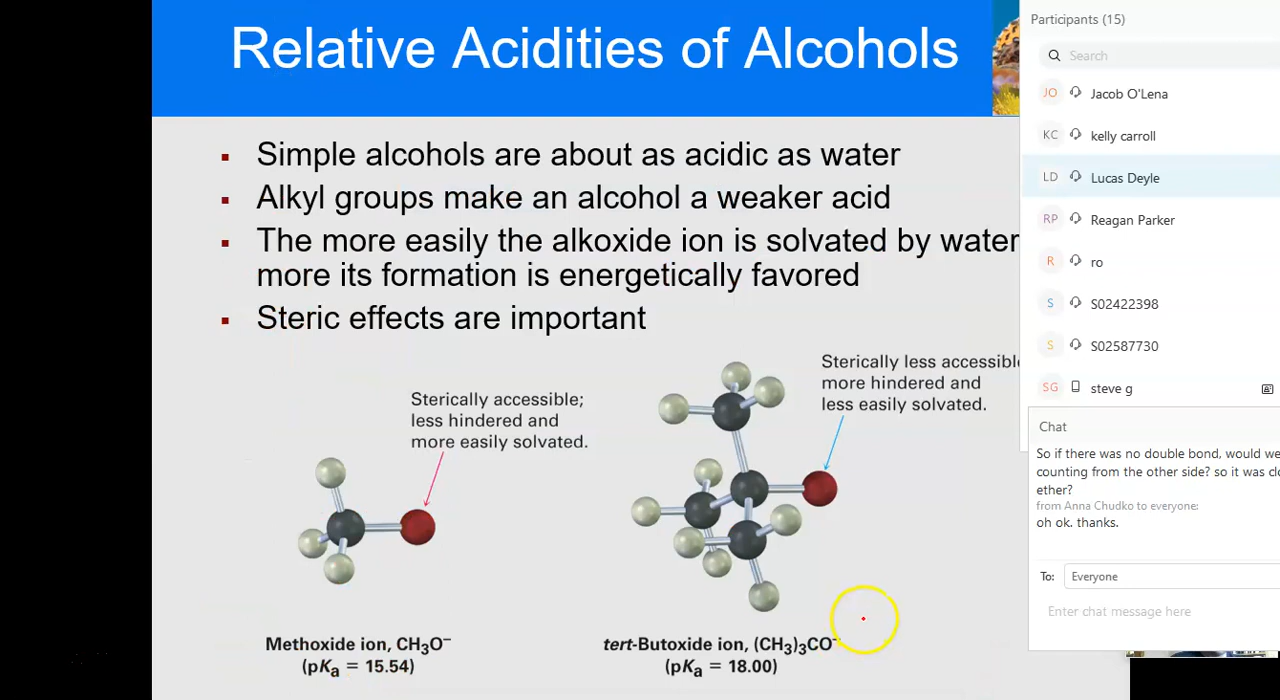 Relative Acidities of Alcohols
▪ Simple alcohols are about as acidic as water
▪ Alkyl groups make an alcohol a weaker acid
▪ The more easily the alkoxide ion is solvated by water
more its formation is energetically favored
▪ Steric effects are important
Sterically accessible;
less hindered and
more easily solvated.
Sterically less accessible
more hindered and
less easily solvated.
Methoxide ion, CH₃O⁻
(pKₐ = 15.54)
tert-Butoxide ion, (CH₃)₃CO⁻
(pKₐ = 18.00)
Participants (15)
Search
JO Jacob O'Lena
KC kelly carroll
LD Lucas Deyle
RP Reagan Parker
R ro
S S02422398
S S02587730
SG steve g
Chat
So if there was no double bond, would we
counting from the other side? so it was
ether?
from Anna Chudko to everyone:
oh ok. thanks.
To: Everyone
Enter chat message here